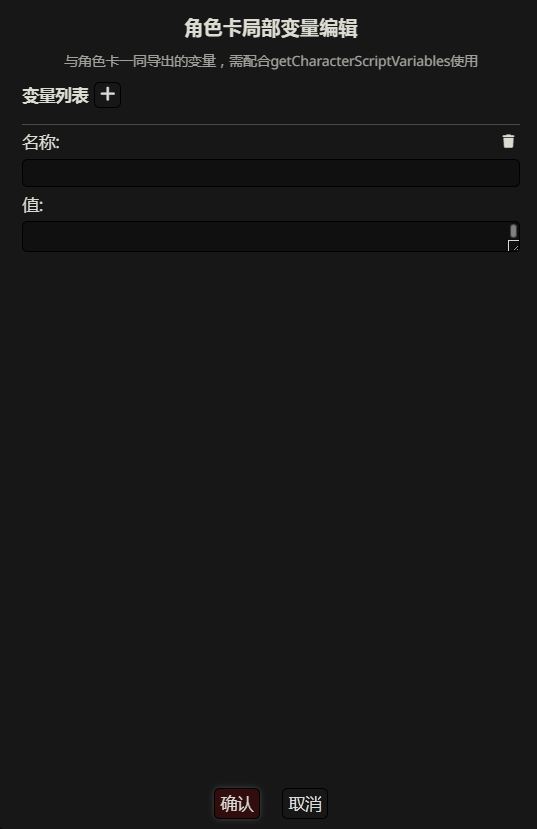 角色卡局部变量编辑
与角色卡一同导出的变量，需配合getCharacterScriptVariables使用
变量列表 +
名称:
值:
确认 取消